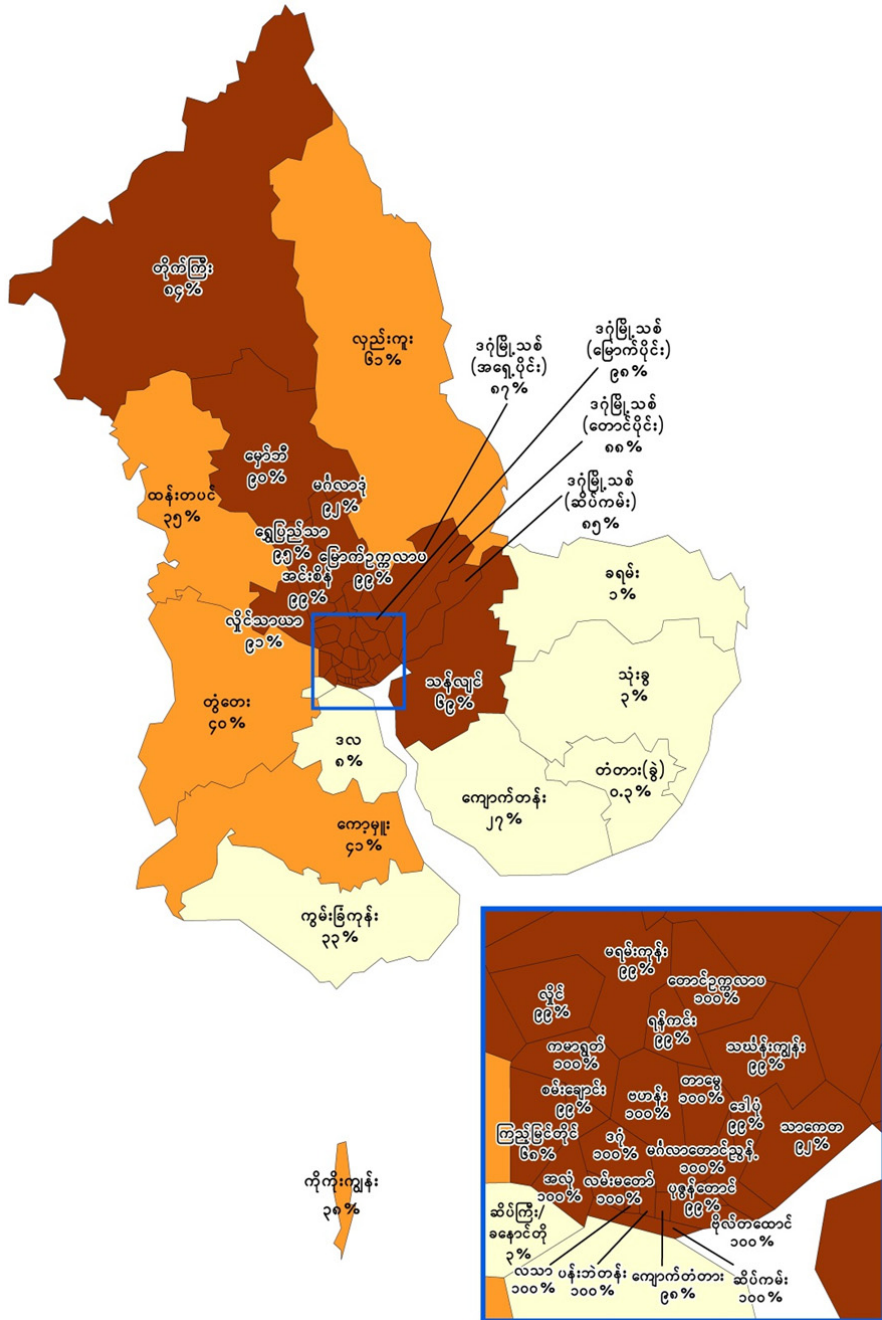 တိုက်ကြီး
၈၄%
လှည်းကူး
၆၁%
ဒဂုံမြို့သစ်
(အရှေ့ပိုင်း)
၈၇%
ဒဂုံမြို့သစ်
(မြောက်ပိုင်း)
၉၈%
ဒဂုံမြို့သစ်
(တောင်ပိုင်း)
၈၈%
ဒဂုံမြို့သစ်
(ဆိပ်ကမ်း)
၈၅%
မှော်ဘီ
၉၀%
ထန်းတပင်
၃၅%
မင်္ဂလာဒုံ
၉၂%
ရွှေပြည်သာ
၉၅%
မြောက်ဥက္ကလာပ
၉၉%
အင်းစိန်
၉၉%
လှိုင်သာယာ
၉၁%
ခရမ်း
၁%
သုံးခွ
၃%
သန်လျင်
၆၉%
တွံတေး
၄၀%
ဒလ
၈%
တံတား(ခွဲ)
၀.၃%
ကျောက်တန်း
၂၇%
ကော့မှူး
၄၁%
ကွမ်းခြံကုန်း
၃၃%
ကိုကိုးကျွန်း
၃၈%
မရမ်းကုန်း
၉၉%
တောင်ဥက္ကလာပ
၁၀၀%
လှိုင်
၉၉%
ရန်ကင်း
၉၉%
ကမာရွတ်
၁၀၀%
သင်္ဃန်းကျွန်း
၉၉%
စမ်းချောင်း
၉၉%
ဗဟန်း
၁၀၀%
တာမွေ
၁၀၀%
ဒေါပုံ
၉၉%
သာကေတ
၉၂%
ကြည့်မြင်တိုင်
၆၈%
ဒဂုံ
၁၀၀%
မင်္ဂလာတောင်ညွန့်
၁၀၀%
အလုံ
၁၀၀%
လမ်းမတော်
၁၀၀%
ပုဇွန်တောင်
၉၉%
ဗိုလ်တထောင်
၁၀၀%
ဆိပ်ကြီး/
ခနောင်တို
၃%
လသာ
၁၀၀%
ပန်းဘဲတန်း
၁၀၀%
ကျောက်တံတား
၉၈%
ဆိပ်ကမ်း
၁၀၀%